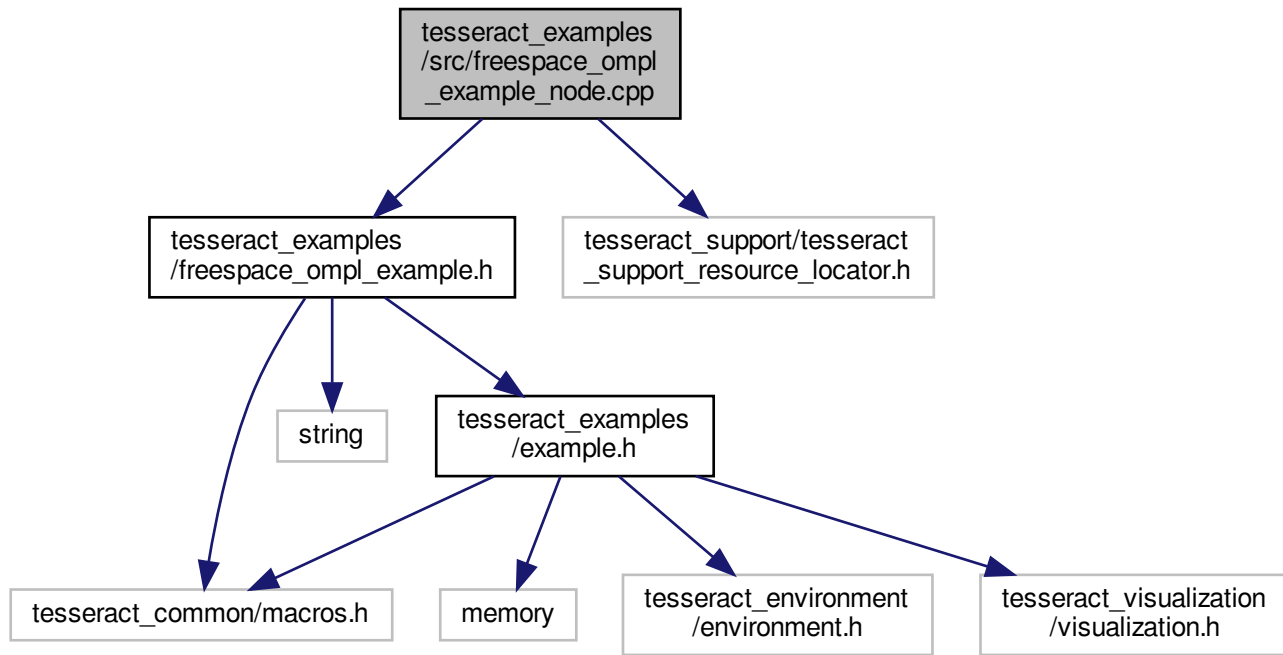 tesseract_examples
/src/freespace_ompl
_example_node.cpp
tesseract_examples
/freespace_ompl_example.h
tesseract_support/tesseract
_support_resource_locator.h
string
tesseract_examples
/example.h
tesseract_common/macros.h
memory
tesseract_environment
/environment.h
tesseract_visualization
/visualization.h